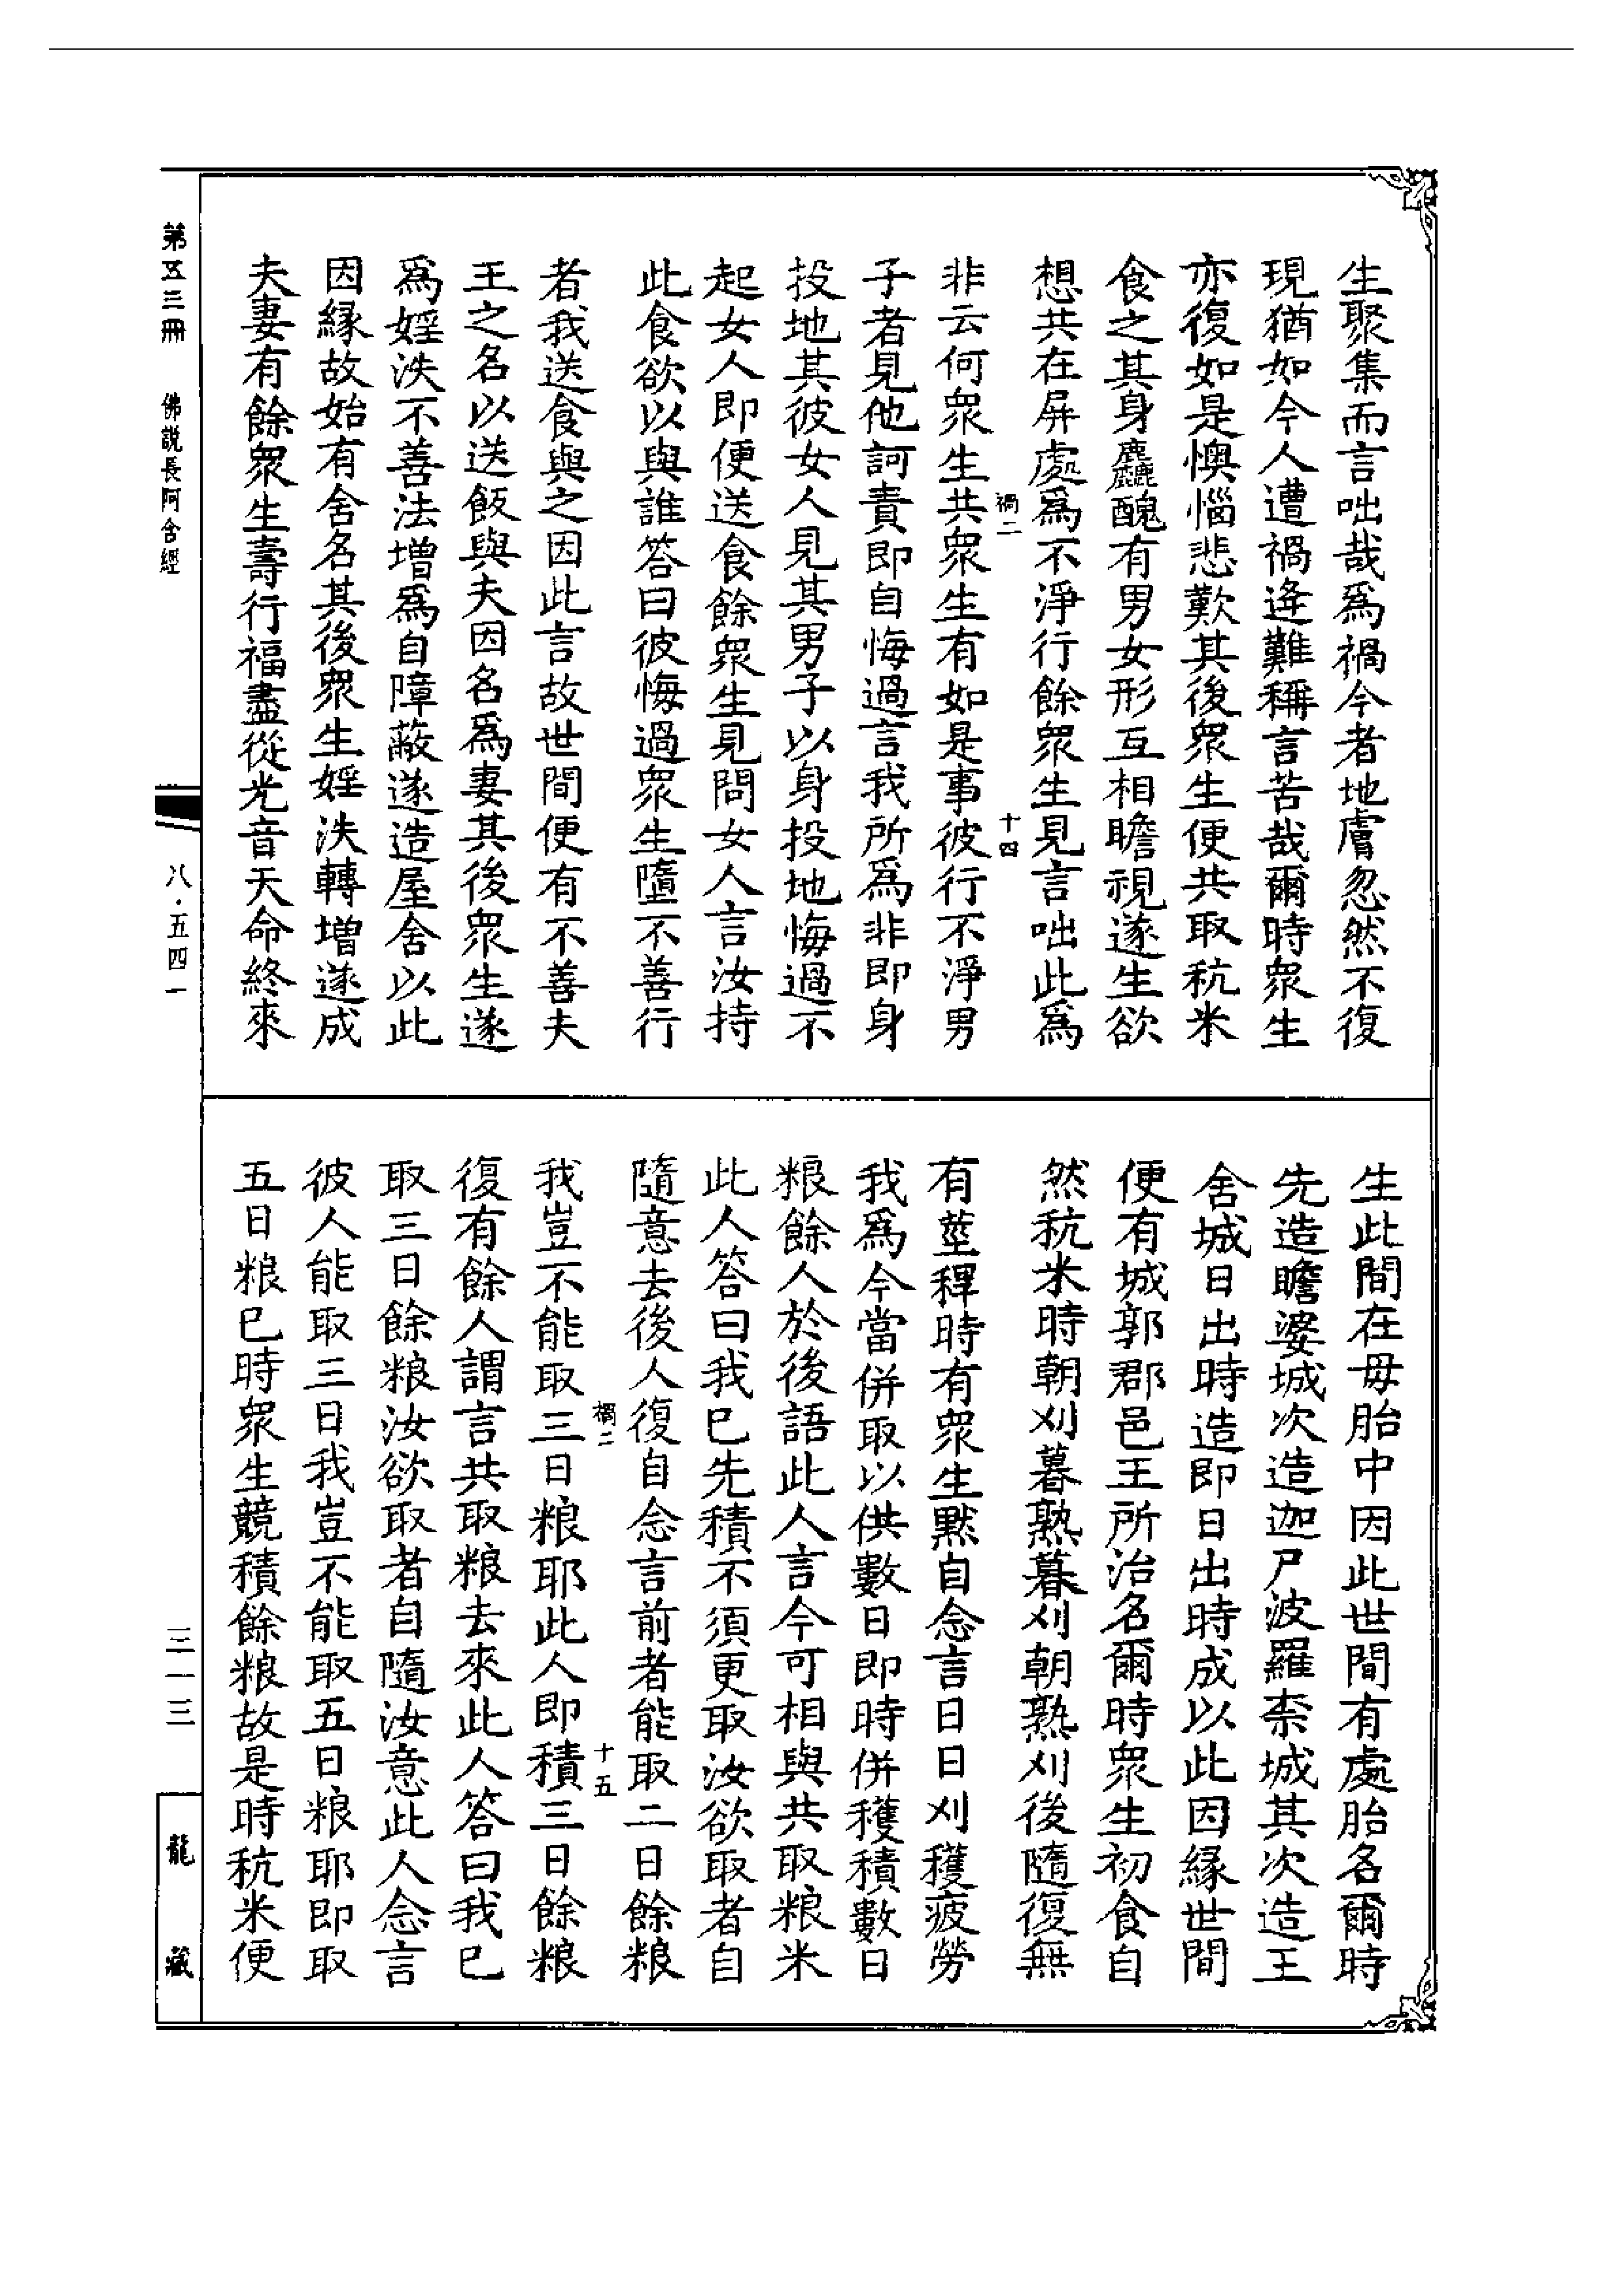 生聚集而言咄哉爲禍今者地膚忽然不復
現猶如今人遭禍逄難稱言苦哉爾時衆生
亦復如是懊惱悲歎其後衆生便共取秔米
食之其身麤醜有男女形互相瞻視遂生欲
想共在屏處爲不淨行餘衆生見言咄此爲
禍二
十四
非云何衆生共衆生有如是事彼行不淨男
子者見他訶責即自悔過言我所爲非即身
投地其彼女人見其男子以身投地悔過不
起女人即便送食餘衆生見問女人言汝持
此食欲以與誰答曰彼悔過衆生墮不善行
者我送食與之因此言故世間便有不善夫
王之名以送飯與夫因名爲妻其後衆生遂
爲婬泆不善法增爲自障蔽遂造屋舍以此
因緣故始有舍名其後衆生婬泆轉增遂成
夫妻有餘衆生壽行福盡從光音天命終來
生此間在母胎中因此世間有處胎名爾時
先造瞻婆城次造迦尸波羅柰城其次造王
舍城日出時造即日出時成以此因緣世間
便有城郭郡邑王所治名爾時衆生初食自
然秔米時朝刈暮熟暮刈朝熟刈後隨復無
有莖稈時有衆生默自念言日日刈穫疲勞
我爲今當併取以供數日即時併穫積數日
粮餘人於後語此人言今可相與共取粮米
此人答曰我已先積不須更取汝欲取者自
隨意去後人復自念言前者能取二日餘粮
禍二
十五
我豈不能取三日粮耶此人即積三日餘粮
復有餘人謂言共取粮去來此人答曰我已
取三日餘粮汝欲取者自隨汝意此人念言
彼人能取三日我豈不能取五日粮耶即取
五日粮已時衆生競積餘粮故是時秔米便
第五三冊 佛説長阿含經
八·五四一
三一三
龍藏